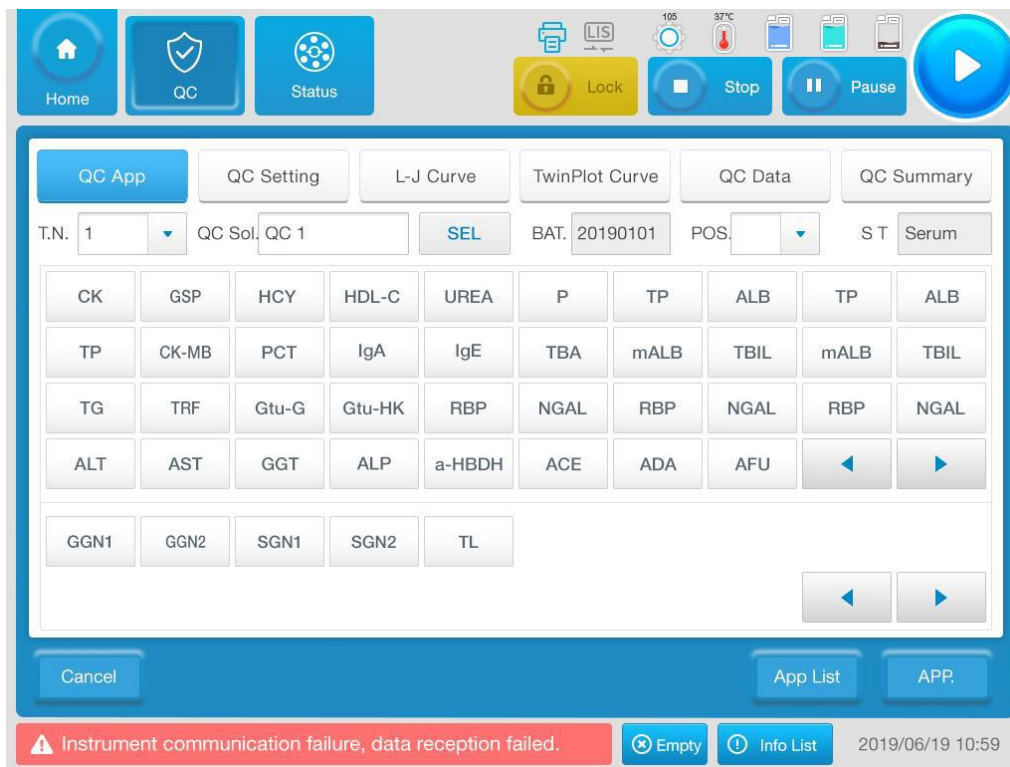 105 37°C
LIS
Home QC Status Lock Stop Pause
QC App QC Setting L-J Curve TwinPlot Curve QC Data QC Summary
T.N. 1 QC Sol. QC 1 SEL BAT. 20190101 POS. S T Serum
CK GSP HCY HDL-C UREA P TP ALB TP ALB
TP CK-MB PCT IgA IgE TBA mALB TBIL mALB TBIL
TG TRF Gtu-G Gtu-HK RBP NGAL RBP NGAL RBP NGAL
ALT AST GGT ALP a-HBDH ACE ADA AFU
GGN1 GGN2 SGN1 SGN2 TL
Cancel App List APP.
Instrument communication failure, data reception failed. Empty Info List 2019/06/19 10:59